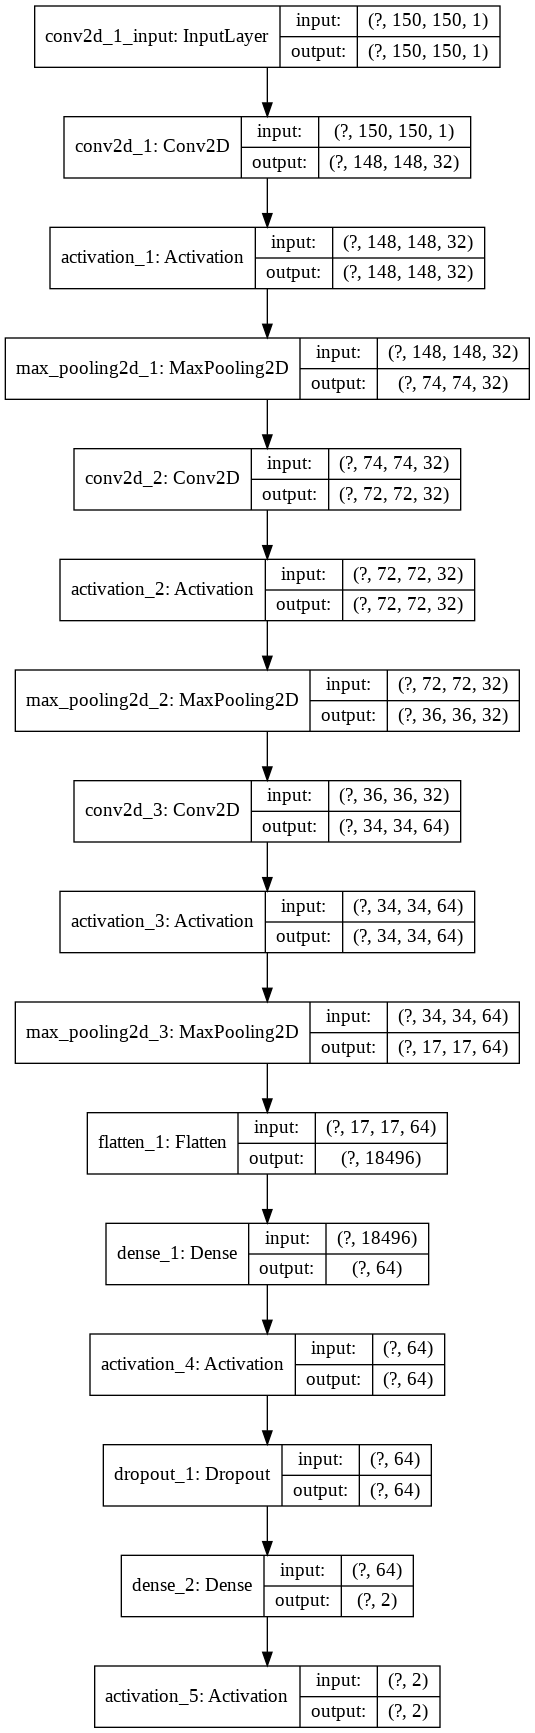 conv2d_1_input: InputLayer
input:
(?, 150, 150, 1)
output:
(?, 150, 150, 1)
conv2d_1: Conv2D
input:
(?, 150, 150, 1)
output:
(?, 148, 148, 32)
activation_1: Activation
input:
(?, 148, 148, 32)
output:
(?, 148, 148, 32)
max_pooling2d_1: MaxPooling2D
input:
(?, 148, 148, 32)
output:
(?, 74, 74, 32)
conv2d_2: Conv2D
input:
(?, 74, 74, 32)
output:
(?, 72, 72, 32)
activation_2: Activation
input:
(?, 72, 72, 32)
output:
(?, 72, 72, 32)
max_pooling2d_2: MaxPooling2D
input:
(?, 72, 72, 32)
output:
(?, 36, 36, 32)
conv2d_3: Conv2D
input:
(?, 36, 36, 32)
output:
(?, 34, 34, 64)
activation_3: Activation
input:
(?, 34, 34, 64)
output:
(?, 34, 34, 64)
max_pooling2d_3: MaxPooling2D
input:
(?, 34, 34, 64)
output:
(?, 17, 17, 64)
flatten_1: Flatten
input:
(?, 17, 17, 64)
output:
(?, 18496)
dense_1: Dense
input:
(?, 18496)
output:
(?, 64)
activation_4: Activation
input:
(?, 64)
output:
(?, 64)
dropout_1: Dropout
input:
(?, 64)
output:
(?, 64)
dense_2: Dense
input:
(?, 64)
output:
(?, 2)
activation_5: Activation
input:
(?, 2)
output:
(?, 2)